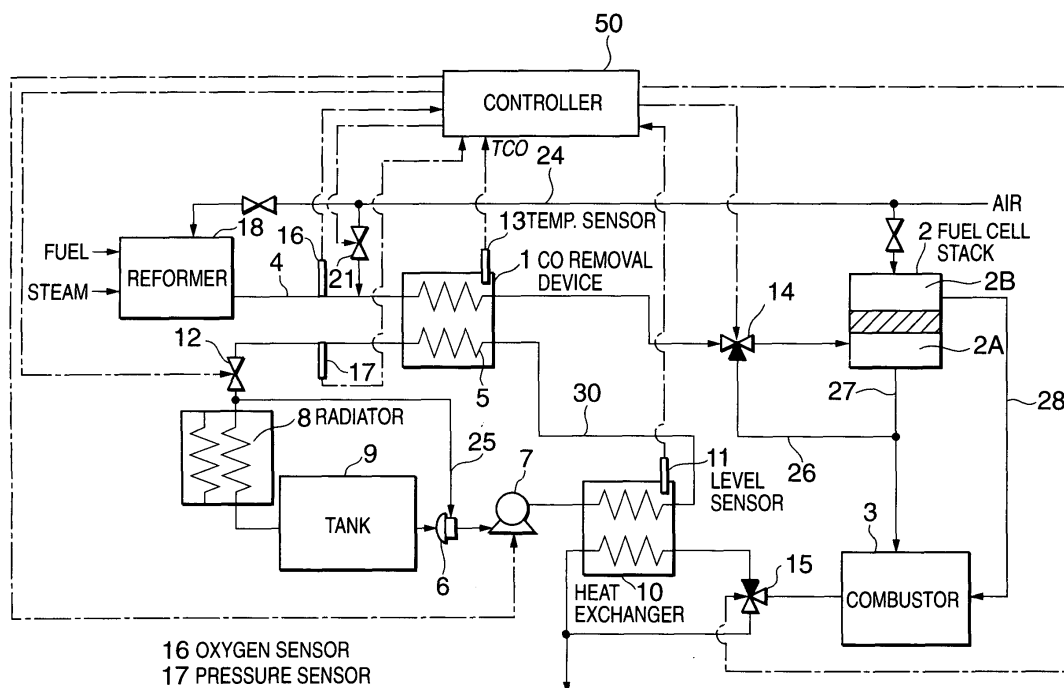 50
CONTROLLER
TCO
24
AIR
18
16
21
13 TEMP. SENSOR
1 CO REMOVAL
DEVICE
2 FUEL CELL
STACK
FUEL
STEAM
REFORMER
4
14
2B
2A
12
17
5
30
27
28
8 RADIATOR
25
26
9
TANK
7
6
11
LEVEL
SENSOR
3
COMBUSTOR
HEAT
EXCHANGER
10
15
16 OXYGEN SENSOR
17 PRESSURE SENSOR